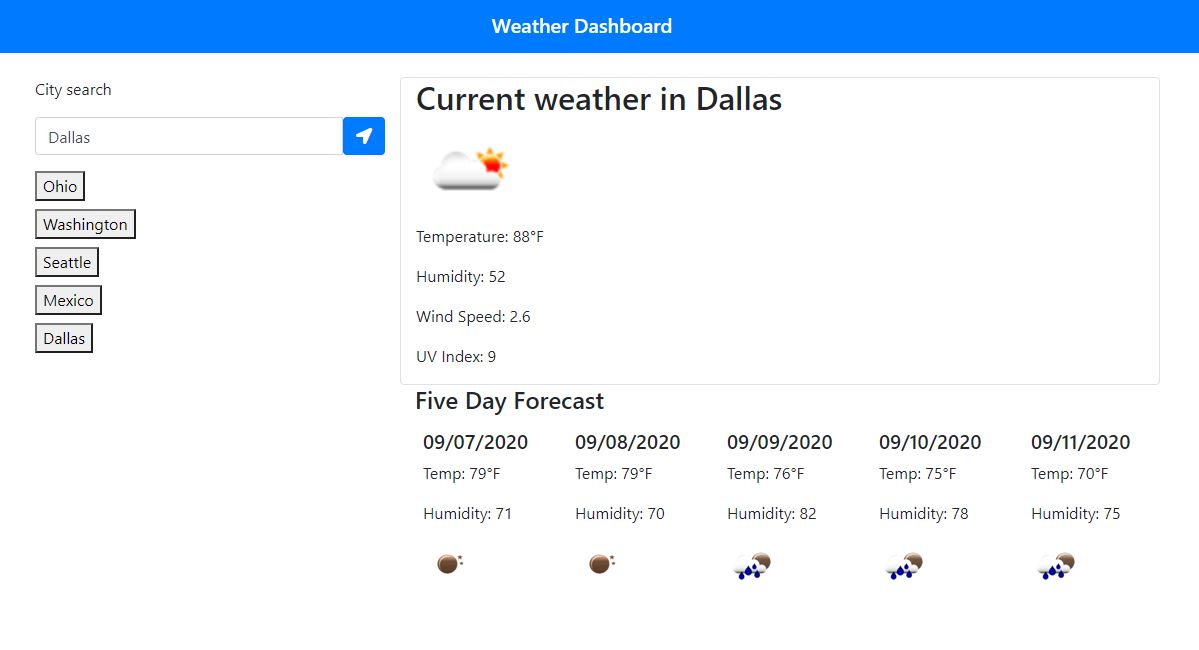 Weather Dashboard
City search
Dallas
Ohio
Washington
Seattle
Mexico
Dallas
Current weather in Dallas
Temperature: 88°F
Humidity: 52
Wind Speed: 2.6
UV Index: 9
Five Day Forecast
09/07/2020
Temp: 79°F
Humidity: 71
09/08/2020
Temp: 79°F
Humidity: 70
09/09/2020
Temp: 76°F
Humidity: 82
09/10/2020
Temp: 75°F
Humidity: 78
09/11/2020
Temp: 70°F
Humidity: 75